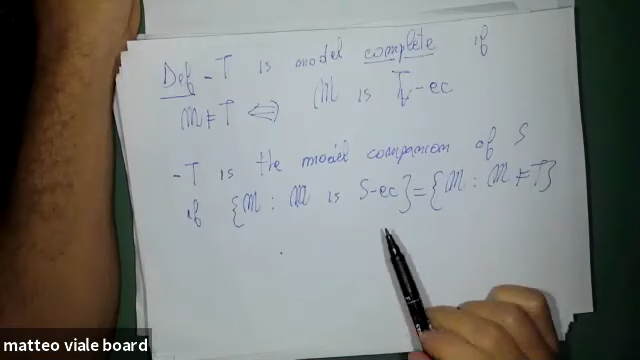 Def - T is model complete if
M ⊨ T ⟺ M is T∀-ec
- T is the model companion of S
if {M : M is S-ec} = {M : M ⊨ T}
matteo viale board